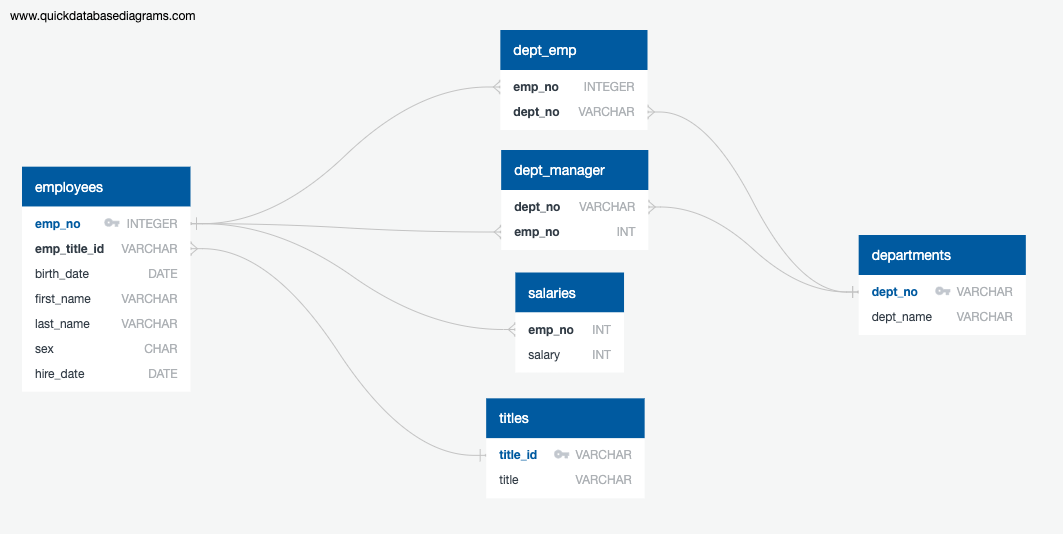 www.quickdatabasediagrams.com
dept_emp
emp_no INTEGER
dept_no VARCHAR
dept_manager
dept_no VARCHAR
emp_no INT
employees
emp_no INTEGER
emp_title_id VARCHAR
birth_date DATE
first_name VARCHAR
last_name VARCHAR
sex CHAR
hire_date DATE
salaries
emp_no INT
salary INT
titles
title_id VARCHAR
title VARCHAR
departments
dept_no VARCHAR
dept_name VARCHAR